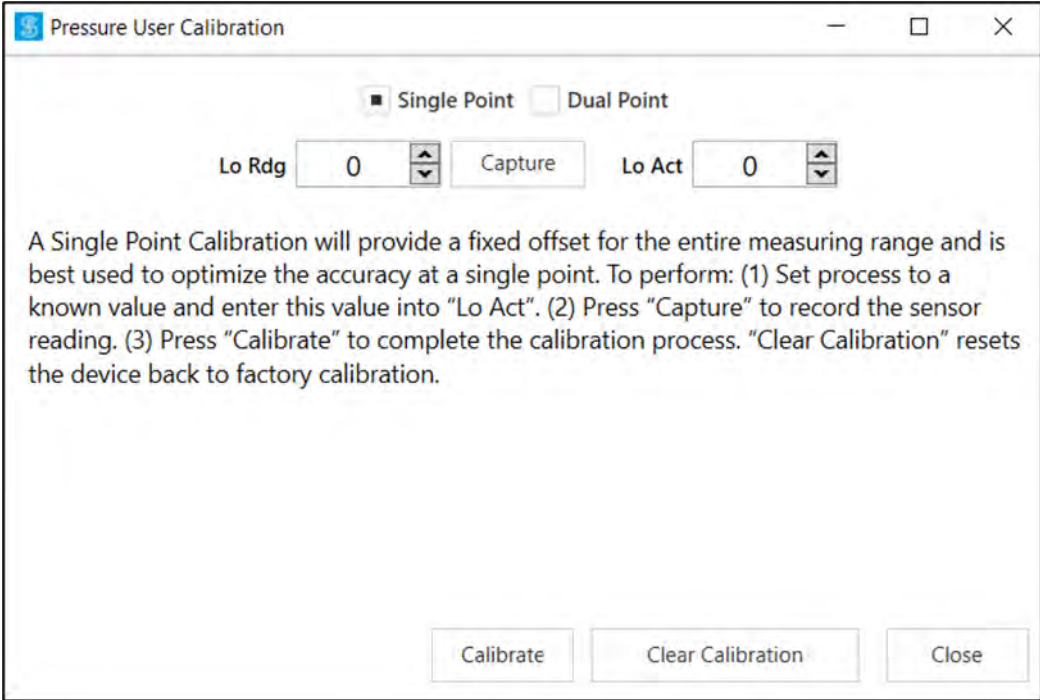 Pressure User Calibration
Single Point Dual Point
Lo Rdg 0 Capture Lo Act 0
A Single Point Calibration will provide a fixed offset for the entire measuring range and is
best used to optimize the accuracy at a single point. To perform: (1) Set process to a
known value and enter this value into “Lo Act”. (2) Press “Capture” to record the sensor
reading. (3) Press “Calibrate” to complete the calibration process. “Clear Calibration” resets
the device back to factory calibration.
Calibrate Clear Calibration Close